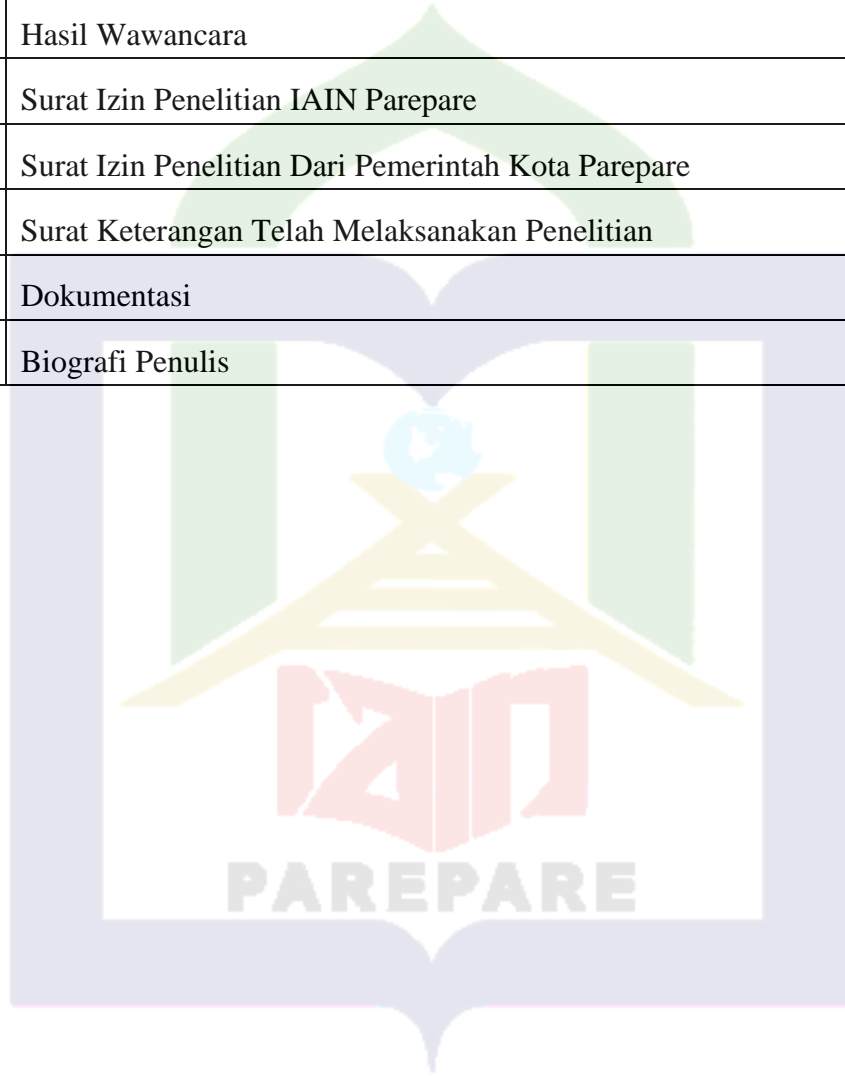 Hasil Wawancara
Surat Izin Penelitian IAIN Parepare
Surat Izin Penelitian Dari Pemerintah Kota Parepare
Surat Keterangan Telah Melaksanakan Penelitian
Dokumentasi
Biografi Penulis
iain
PAREPARE